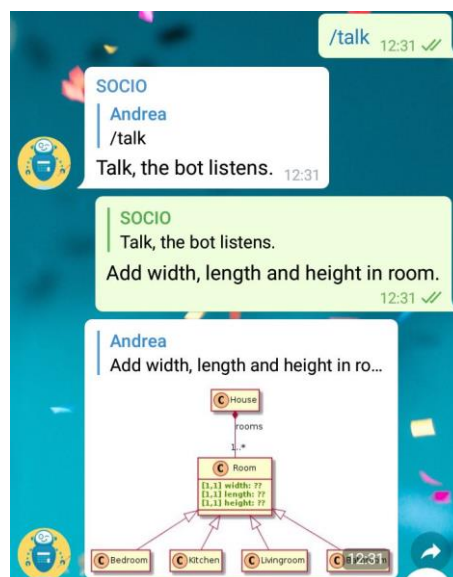 /talk
12:31
SOCIO
Andrea
/talk
Talk, the bot listens.
12:31
SOCIO
Talk, the bot listens.
Add width, length and height in room.
12:31
Andrea
Add width, length and height in ro...
C House
rooms
1..*
C Room
[1,1] width: ??
[1,1] length: ??
[1,1] height: ??
C Bedroom
C Kitchen
C Livingroom
C
12:31